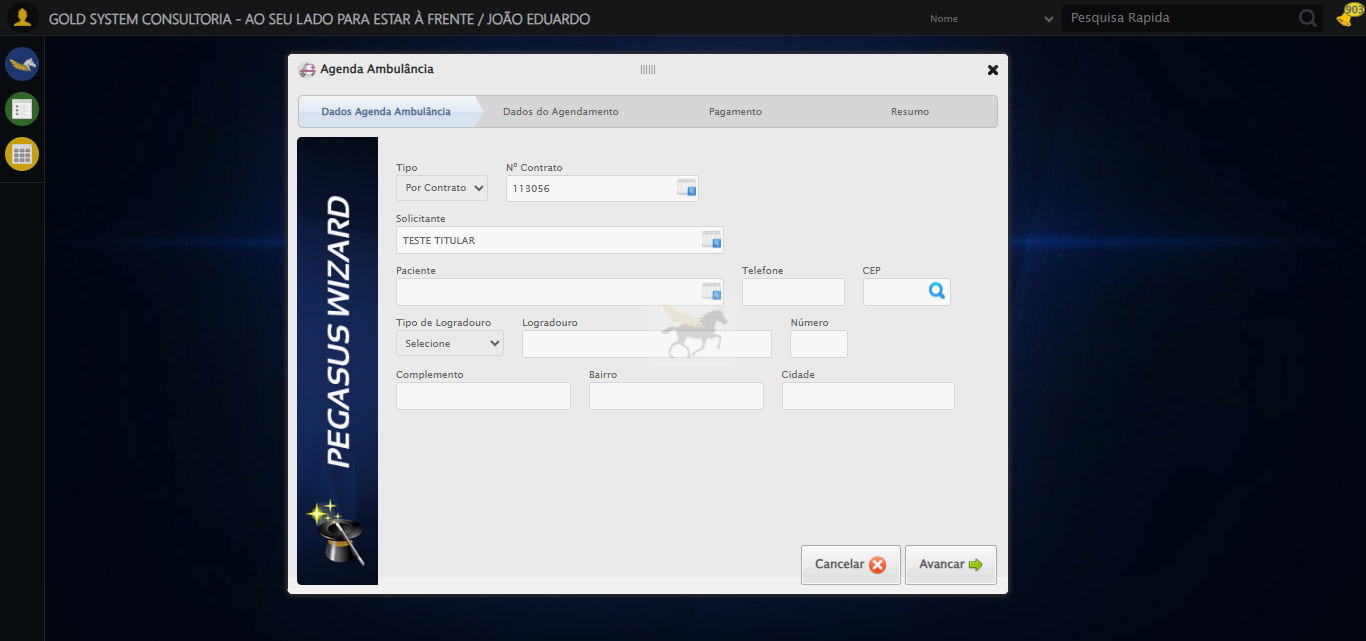 GOLD SYSTEM CONSULTORIA - AO SEU LADO PARA ESTAR À FRENTE / JOÃO EDUARDO
Nome
Pesquisa Rapida
903
Agenda Ambulância
Dados Agenda Ambulância
Dados do Agendamento
Pagamento
Resumo
PEGASUS WIZARD
Tipo
Nº Contrato
Por Contrato
113056
Solicitante
TESTE TITULAR
Paciente
Telefone
CEP
Tipo de Logradouro
Logradouro
Número
Selecione
Complemento
Bairro
Cidade
Cancelar
Avancar